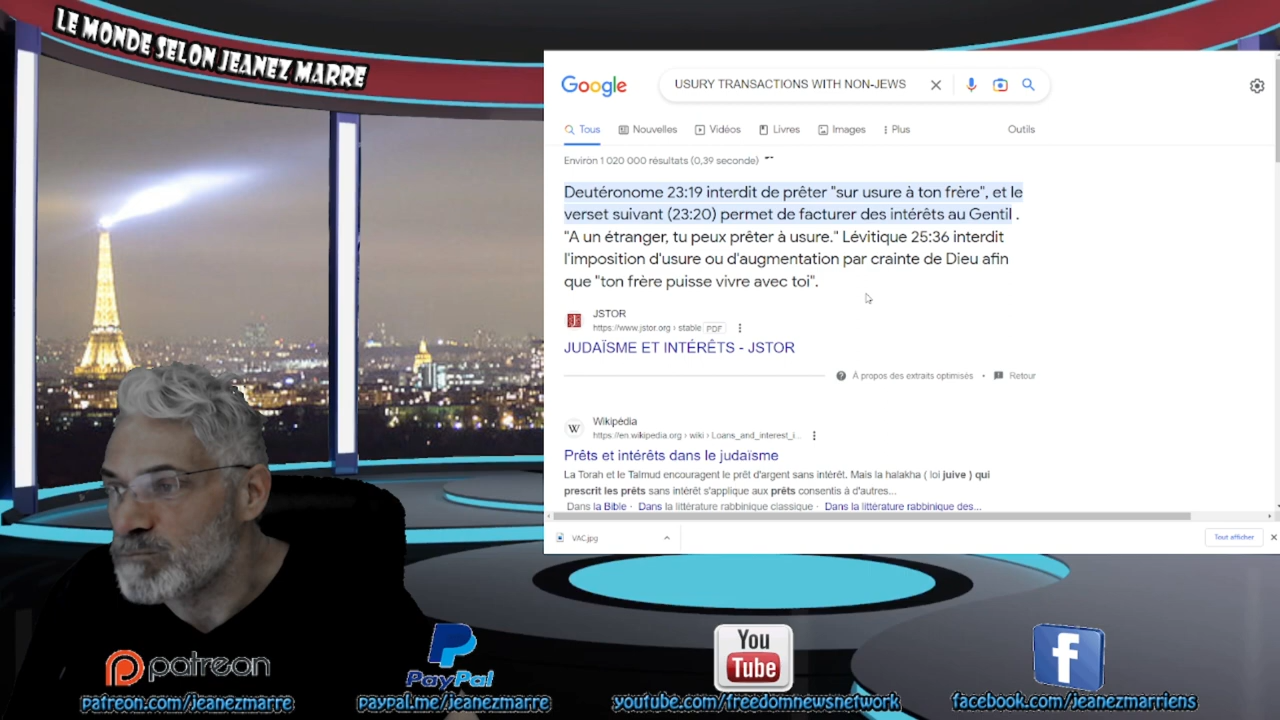 LE MONDE SELON JEANEZ MARRE
Google
USURY TRANSACTIONS WITH NON-JEWS
Tous
Nouvelles
Vidéos
Livres
Images
Plus
Outils
Environ 1 020 000 résultats (0,39 seconde)
Deutéronome 23:19 interdit de prêter "sur usure à ton frère", et le
verset suivant (23:20) permet de facturer des intérêts au Gentil .
"A un étranger, tu peux prêter à usure." Lévitique 25:36 interdit
l'imposition d'usure ou d'augmentation par crainte de Dieu afin
que "ton frère puisse vivre avec toi".
JSTOR
https://www.jstor.org › stable PDF
JUDAÏSME ET INTÉRÊTS - JSTOR
À propos des extraits optimisés • Retour
W
Wikipédia
https://en.wikipedia.org › wiki › Loans_and_interest_i...
Prêts et intérêts dans le judaïsme
La Torah et le Talmud encouragent le prêt d'argent sans intérêt. Mais la halakha ( loi juive ) qui
prescrit les prêts sans intérêt s'applique aux prêts consentis à d'autres...
Dans la Bible · Dans la littérature rabbinique classique · Dans la littérature rabbinique des...
VAC.jpg
Tout afficher
patreon
patreon.com/jeanezmarre
PayPal
paypal.me/jeanezmarre
You
Tube
youtube.com/freedomnewsnetwork
f
facebook.com/jeanezmarriens